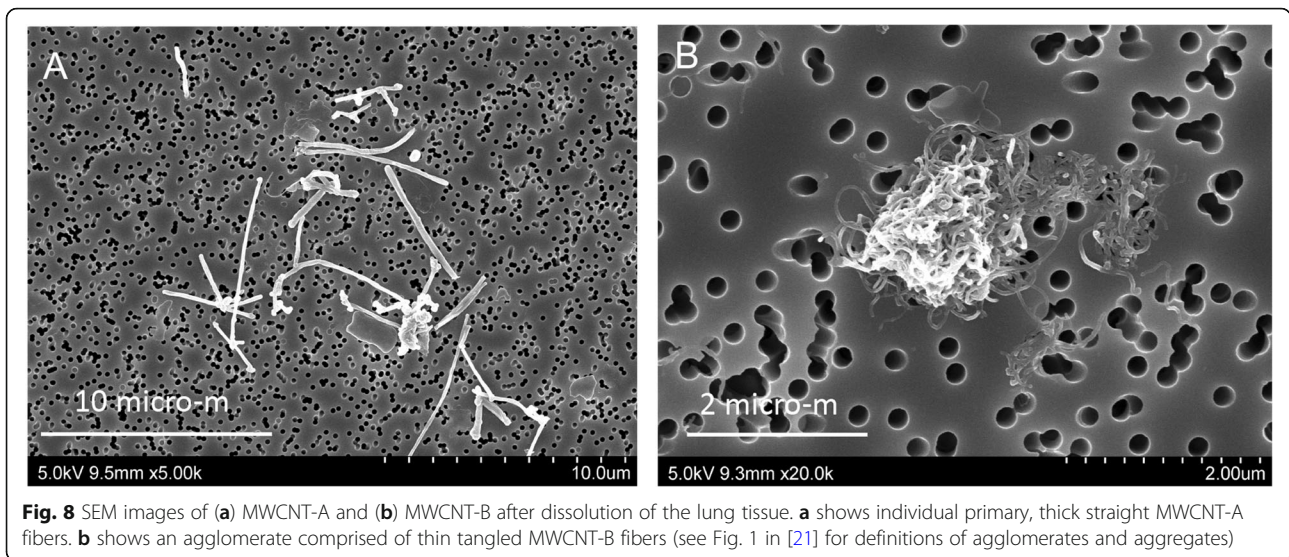 A
10 micro-m
5.0kV 9.5mm x5.00k 10.0um
B
2 micro-m
5.0kV 9.3mm x20.0k 2.00um
Fig. 8 SEM images of (a) MWCNT-A and (b) MWCNT-B after dissolution of the lung tissue. a shows individual primary, thick straight MWCNT-A
fibers. b shows an agglomerate comprised of thin tangled MWCNT-B fibers (see Fig. 1 in [21] for definitions of agglomerates and aggregates)